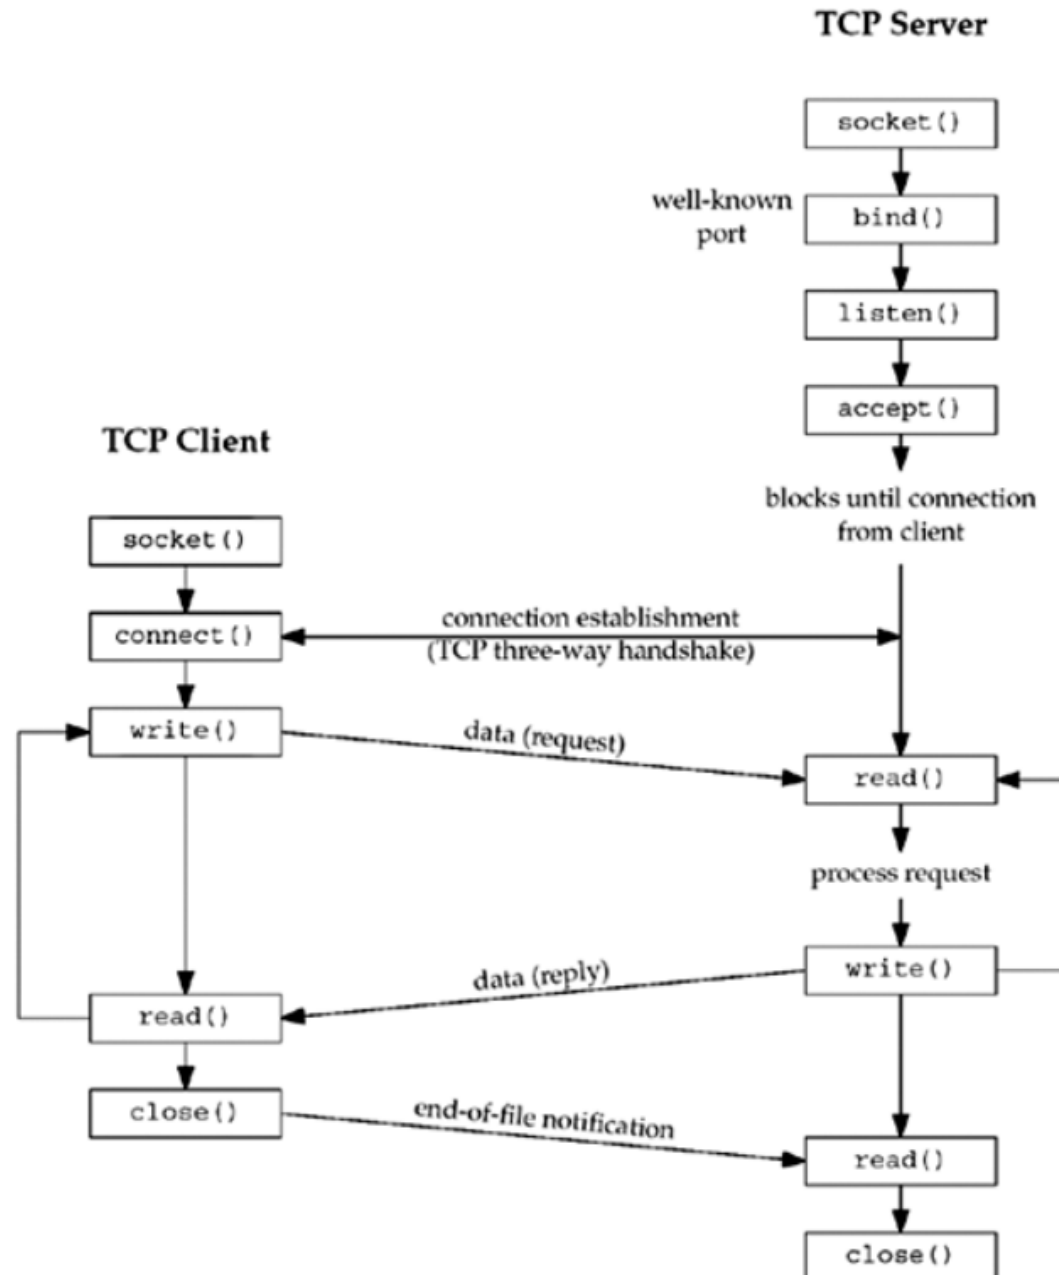 TCP Server
socket()
well-known
port
bind()
listen()
accept()
blocks until connection
from client
TCP Client
socket()
connect()
connection establishment
(TCP three-way handshake)
write()
data (request)
read()
process request
write()
data (reply)
read()
close()
end-of-file notification
read()
close()